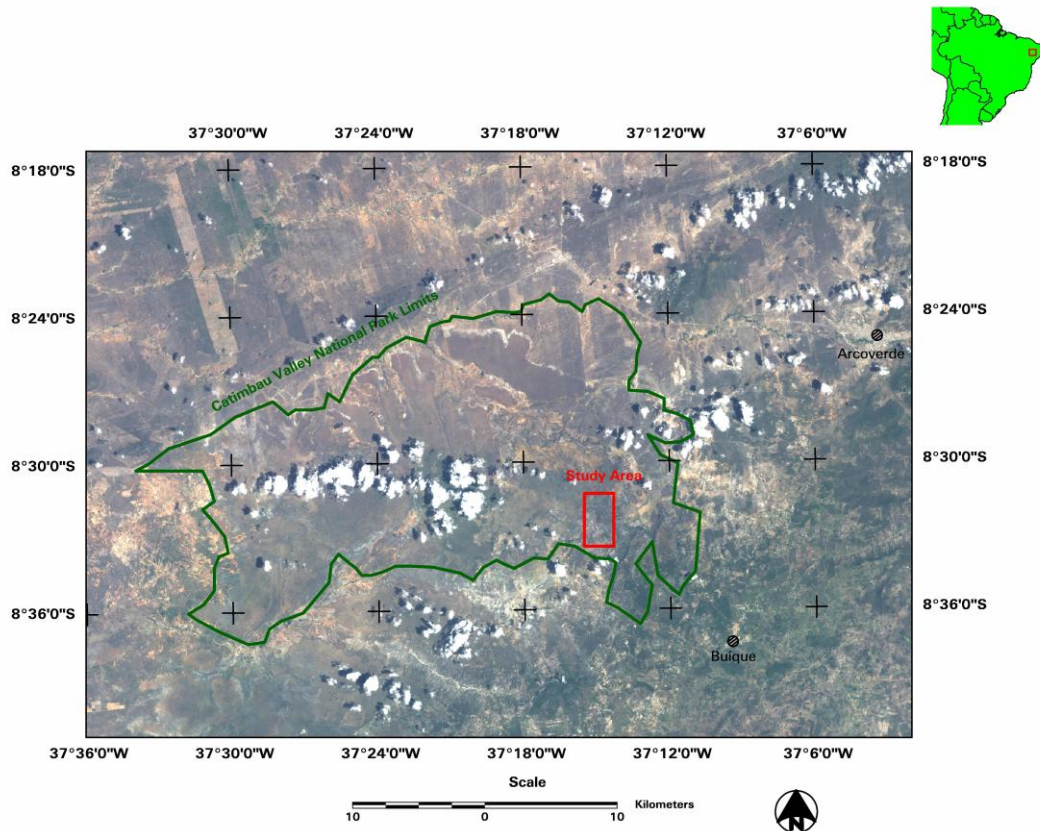 37°30'0"W 37°24'0"W 37°18'0"W 37°12'0"W 37°6'0"W
8°18'0"S 8°18'0"S
8°24'0"S 8°24'0"S
Catimbau Valley National Park Limits
Arcoverde
8°30'0"S 8°30'0"S
Study Area
8°36'0"S 8°36'0"S
Buique
37°36'0"W 37°30'0"W 37°24'0"W 37°18'0"W 37°12'0"W 37°6'0"W
Scale
Kilometers
10 0 10
N